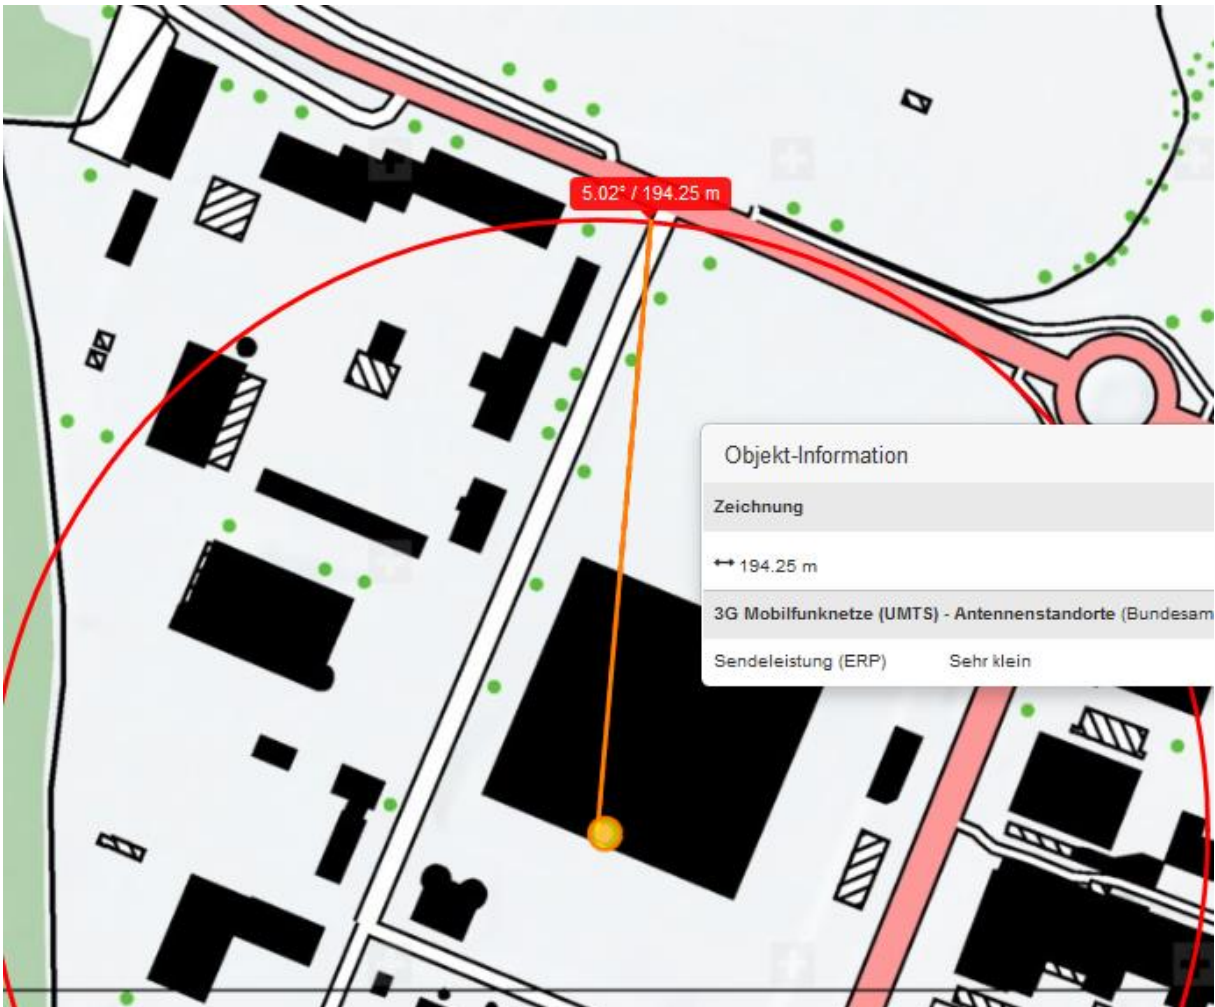 5.02° / 194.25 m
Objekt-Information
Zeichnung
↔ 194.25 m
3G Mobilfunknetze (UMTS) - Antennenstandorte (Bundesam
Sendeleistung (ERP) Sehr klein